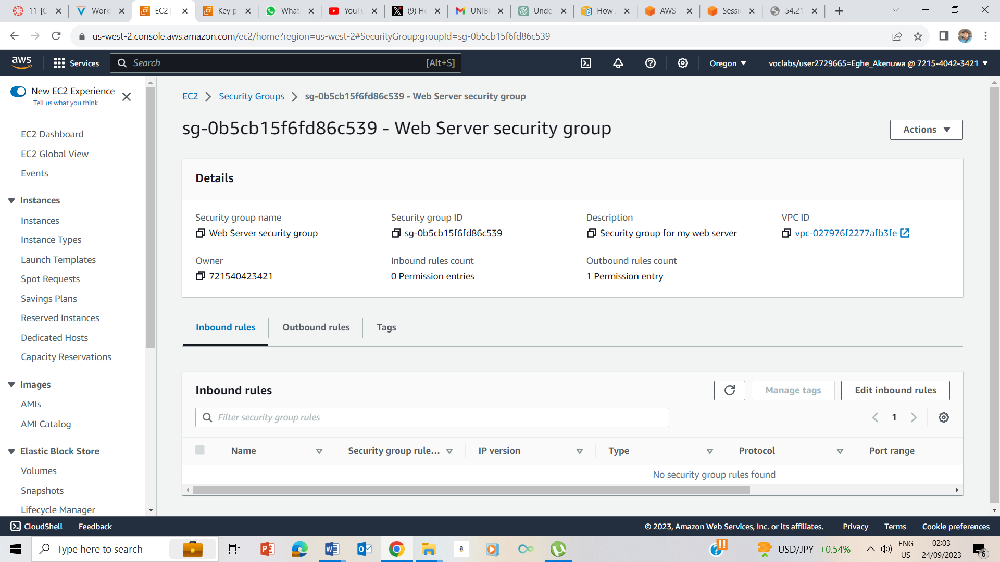 11-[C
Work
EC2 |
Key p
What
YouTu
(9) Ho
UNIBI
Unde
How
AWS
Sessi
54.21
us-west-2.console.aws.amazon.com/ec2/home?region=us-west-2#SecurityGroup:groupId=sg-0b5cb15f6fd86c539
aws
Services
Search
[Alt+S]
Oregon
voclabs/user2729665=Eghe_Akenuwa @ 7215-4042-3421
New EC2 Experience
Tell us what you think
EC2 Dashboard
EC2 Global View
Events
Instances
Instances
Instance Types
Launch Templates
Spot Requests
Savings Plans
Reserved Instances
Dedicated Hosts
Capacity Reservations
Images
AMIs
AMI Catalog
Elastic Block Store
Volumes
Snapshots
Lifecycle Manager
EC2 > Security Groups > sg-0b5cb15f6fd86c539 - Web Server security group
sg-0b5cb15f6fd86c539 - Web Server security group
Actions
Details
Security group name
Web Server security group
Security group ID
sg-0b5cb15f6fd86c539
Description
Security group for my web server
VPC ID
vpc-027976f2277afb3fe
Owner
721540423421
Inbound rules count
0 Permission entries
Outbound rules count
1 Permission entry
Inbound rules
Outbound rules
Tags
Inbound rules
Manage tags
Edit inbound rules
Filter security group rules
1
Name
Security group rule...
IP version
Type
Protocol
Port range
No security group rules found
CloudShell
Feedback
© 2023, Amazon Web Services, Inc. or its affiliates.
Privacy
Terms
Cookie preferences
Type here to search
a
USD/JPY +0.54%
ENG
US
02:03
24/09/2023
6